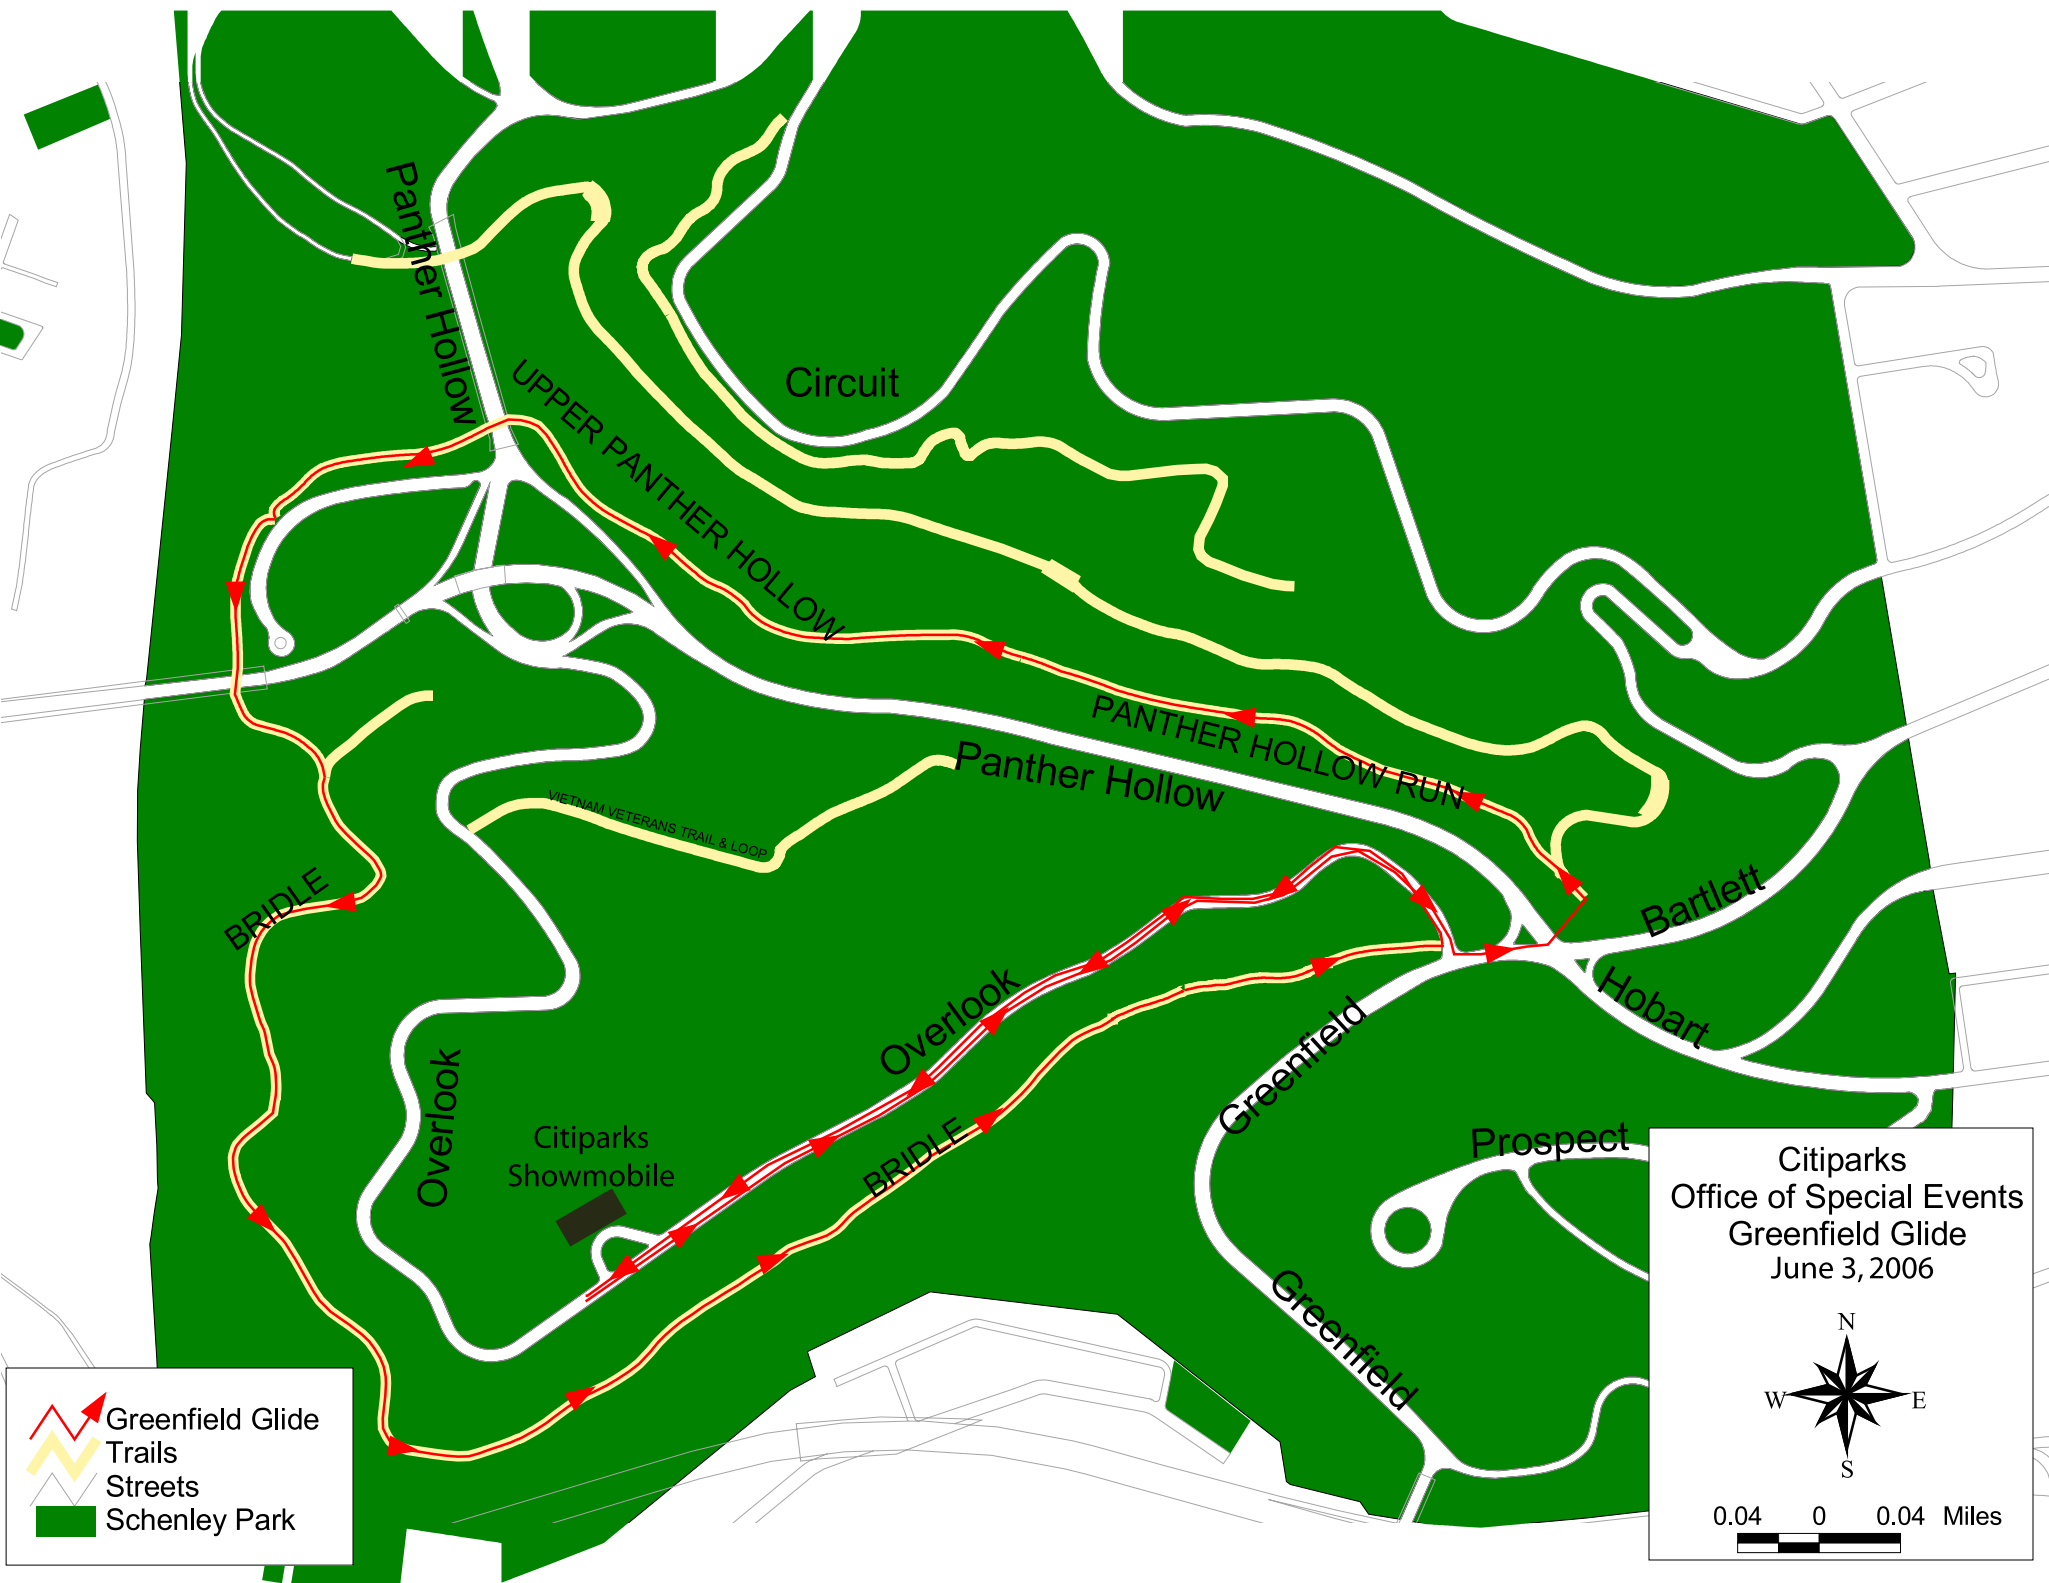 Panther Hollow
Circuit
UPPER PANTHER HOLLOW
PANTHER HOLLOW RUN
Panther Hollow
VIETNAM VETERANS TRAIL & LOOP
BRIDLE
Bartlett
Hobart
Overlook
Greenfield
Overlook
Citiparks
Showmobile
BRIDLE
Prospect
Greenfield
Citiparks
Office of Special Events
Greenfield Glide
June 3, 2006
N
W E
S
0.04 0 0.04 Miles
Greenfield Glide
Trails
Streets
Schenley Park